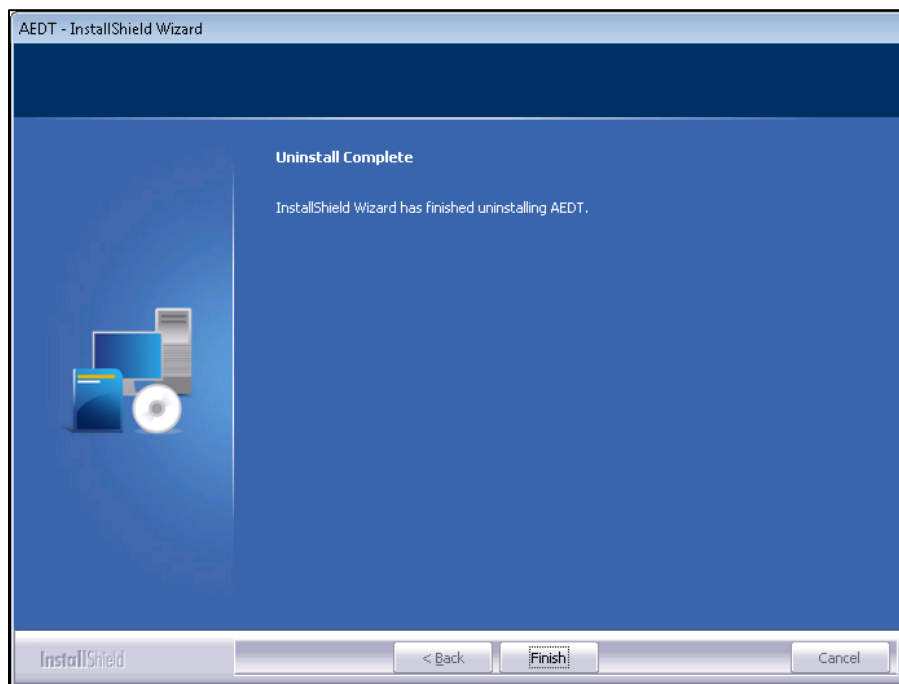 AEDT - InstallShield Wizard
Uninstall Complete
InstallShield Wizard has finished uninstalling AEDT.
InstallShield
< Back
Finish
Cancel